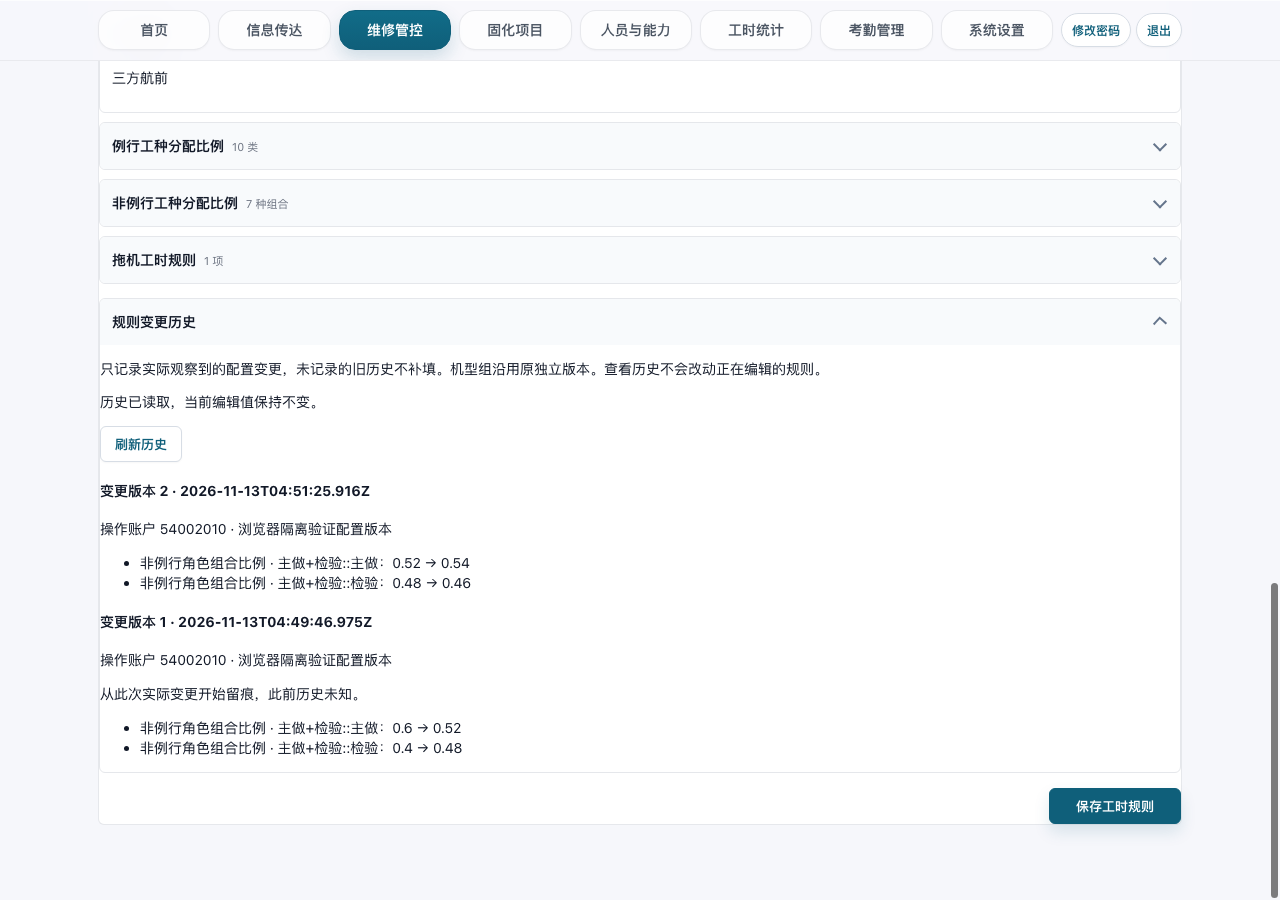 首页
信息传达
维修管控
固化项目
人员与能力
工时统计
考勤管理
系统设置
修改密码
退出
三方航前
例行工种分配比例 10 类
非例行工种分配比例 7 种组合
拖机工时规则 1 项
规则变更历史
只记录实际观察到的配置变更，未记录的旧历史不补填。机型组沿用原独立版本。查看历史不会改动正在编辑的规则。
历史已读取，当前编辑值保持不变。
刷新历史
变更版本 2 · 2026-11-13T04:51:25.916Z
操作账户 54002010 · 浏览器隔离验证配置版本
• 非例行角色组合比例 · 主做+检验::主做：0.52 → 0.54
• 非例行角色组合比例 · 主做+检验::检验：0.48 → 0.46
变更版本 1 · 2026-11-13T04:49:46.975Z
操作账户 54002010 · 浏览器隔离验证配置版本
从此次实际变更开始留痕，此前历史未知。
• 非例行角色组合比例 · 主做+检验::主做：0.6 → 0.52
• 非例行角色组合比例 · 主做+检验::检验：0.4 → 0.48
保存工时规则